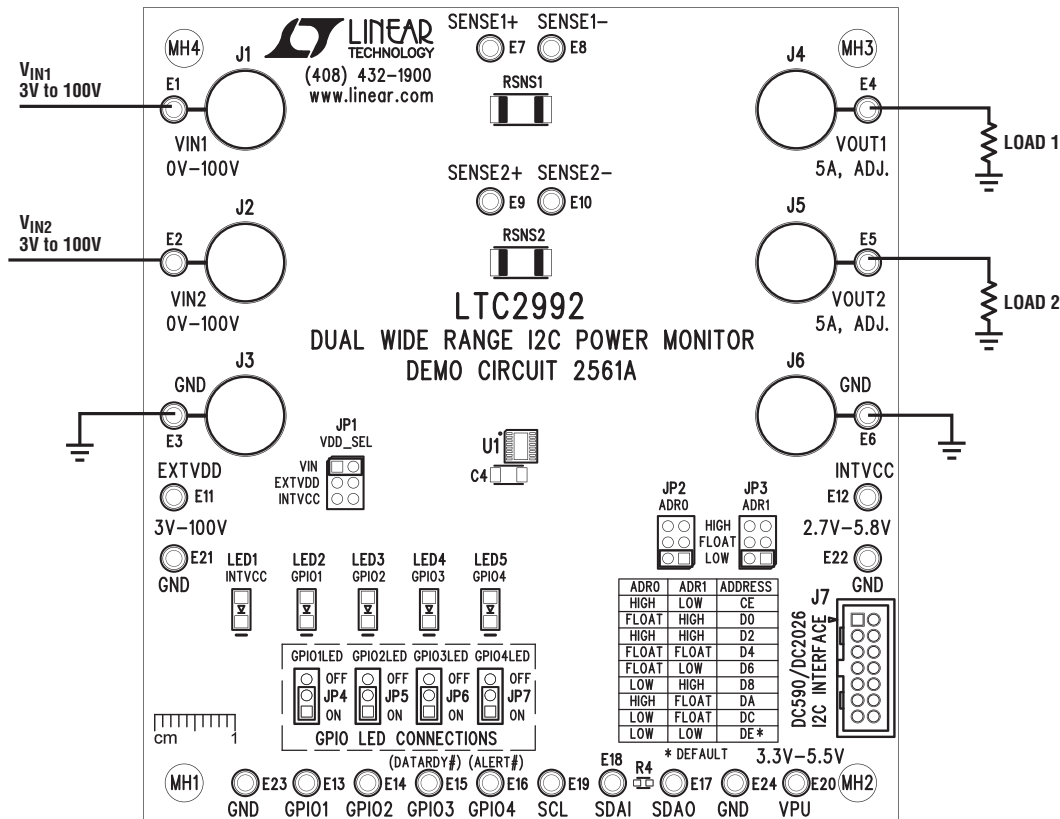 SENSE1+ SENSE1-
MH4 LINEAR TECHNOLOGY E7 E8 MH3
J1 J4
VIN1
3V to 100V
E1 (408) 432-1900 RSNS1 E4
www.linear.com
LOAD 1
VIN1 VOUT1
0V-100V 5A, ADJ.
SENSE2+ SENSE2-
J2 E9 E10 J5
VIN2
3V to 100V
E2 RSNS2 E5
LOAD 2
VIN2 LTC2992 VOUT2
0V-100V 5A, ADJ.
DUAL WIDE RANGE I2C POWER MONITOR
DEMO CIRCUIT 2561A
J3 J6
GND GND
E3 E6
JP1
VDD_SEL
VIN
EXTVDD
INTVCC
U1
C4
EXTVDD INTVCC
E11 E12
3V-100V 2.7V-5.8V
E21 E22
GND GND
JP2 JP3
ADR0 ADR1
HIGH
FLOAT
LOW
LED1 LED2 LED3 LED4 LED5
INTVCC GPIO1 GPIO2 GPIO3 GPIO4
ADR0 ADR1 ADDRESS
HIGH LOW CE
FLOAT HIGH D0
HIGH HIGH D2
FLOAT FLOAT D4
FLOAT LOW D6
LOW HIGH D8
HIGH FLOAT DA
LOW FLOAT DC
LOW LOW DE*
* DEFAULT
J7
DC590/DC2026
I2C INTERFACE
3.3V-5.5V
GPIO1LED GPIO2LED GPIO3LED GPIO4LED
OFF OFF OFF OFF
JP4 JP5 JP6 JP7
ON ON ON ON
GPIO LED CONNECTIONS
cm 1
(DATARDY#) (ALERT#) E18 R4
MH1 E23 E13 E14 E15 E16 E19 E17 E24 E20 MH2
GND GPIO1 GPIO2 GPIO3 GPIO4 SCL SDAI SDAO GND VPU